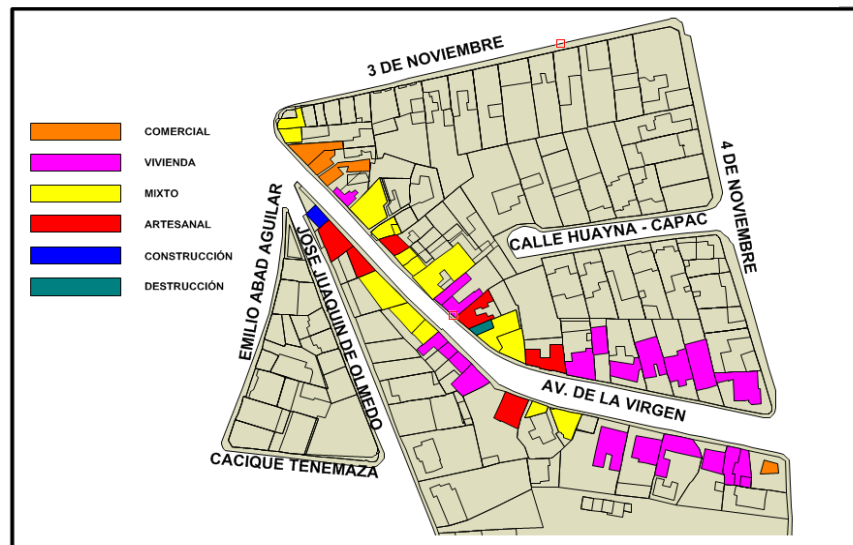 3 DE NOVIEMBRE
COMERCIAL
VIVIENDA
MIXTO
ARTESANAL
CONSTRUCCIÓN
DESTRUCCIÓN
4 DE NOVIEMBRE
EMILIO ABAD AGUILAR
JOSE JUAQUIN DE OLMEDO
CALLE HUAYNA - CAPAC
AV. DE LA VIRGEN
CACIQUE TENEMAZA